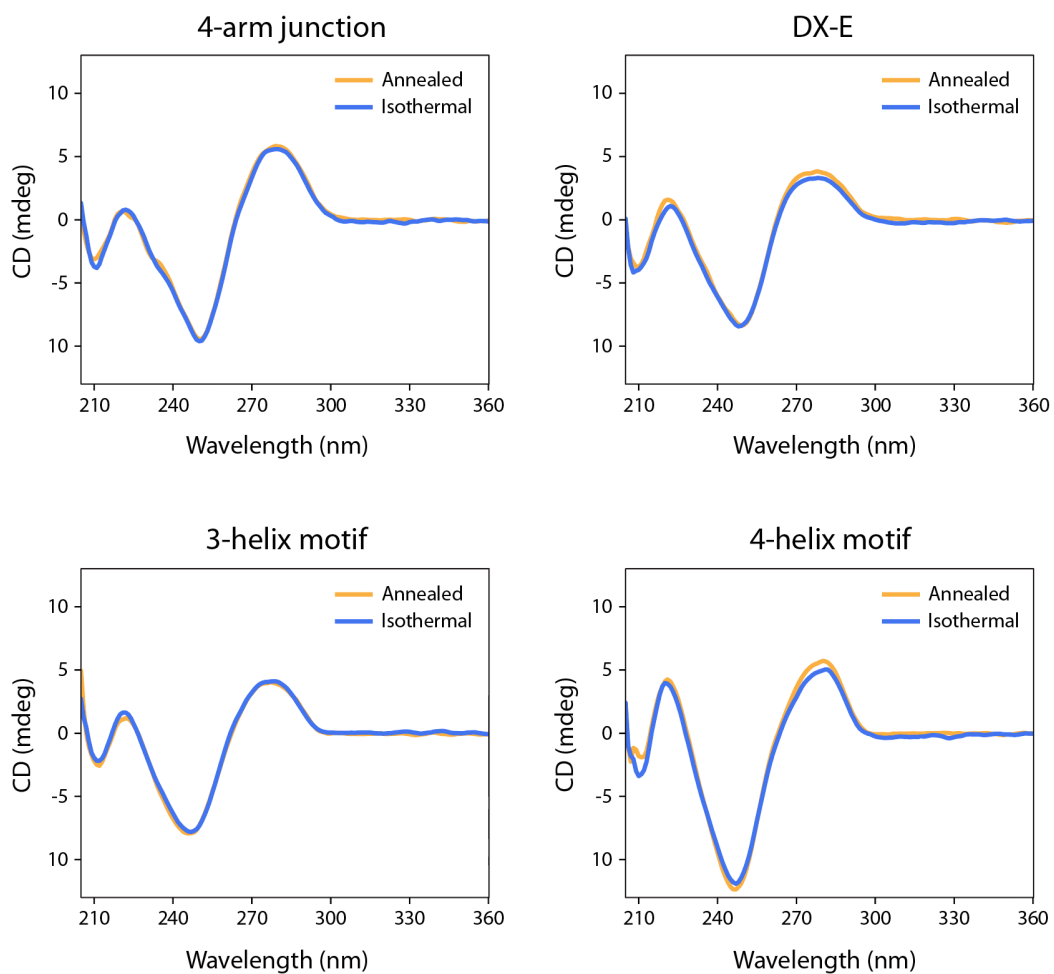 4-arm junction
Annealed
Isothermal
10
5
0
-5
10
CD (mdeg)
210 240 270 300 330 360
Wavelength (nm)
DX-E
Annealed
Isothermal
10
5
0
-5
10
CD (mdeg)
210 240 270 300 330 360
Wavelength (nm)
3-helix motif
Annealed
Isothermal
10
5
0
-5
10
CD (mdeg)
210 240 270 300 330 360
Wavelength (nm)
4-helix motif
Annealed
Isothermal
10
5
0
-5
10
CD (mdeg)
210 240 270 300 330 360
Wavelength (nm)